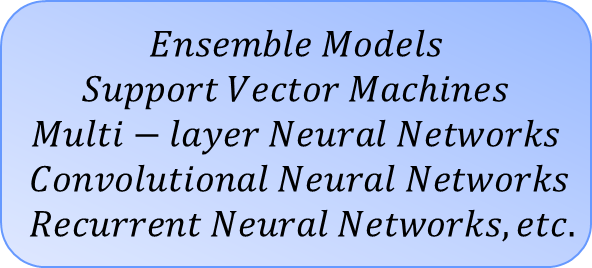 Ensemble Models
Support Vector Machines
Multi − layer Neural Networks
Convolutional Neural Networks
Recurrent Neural Networks, etc.